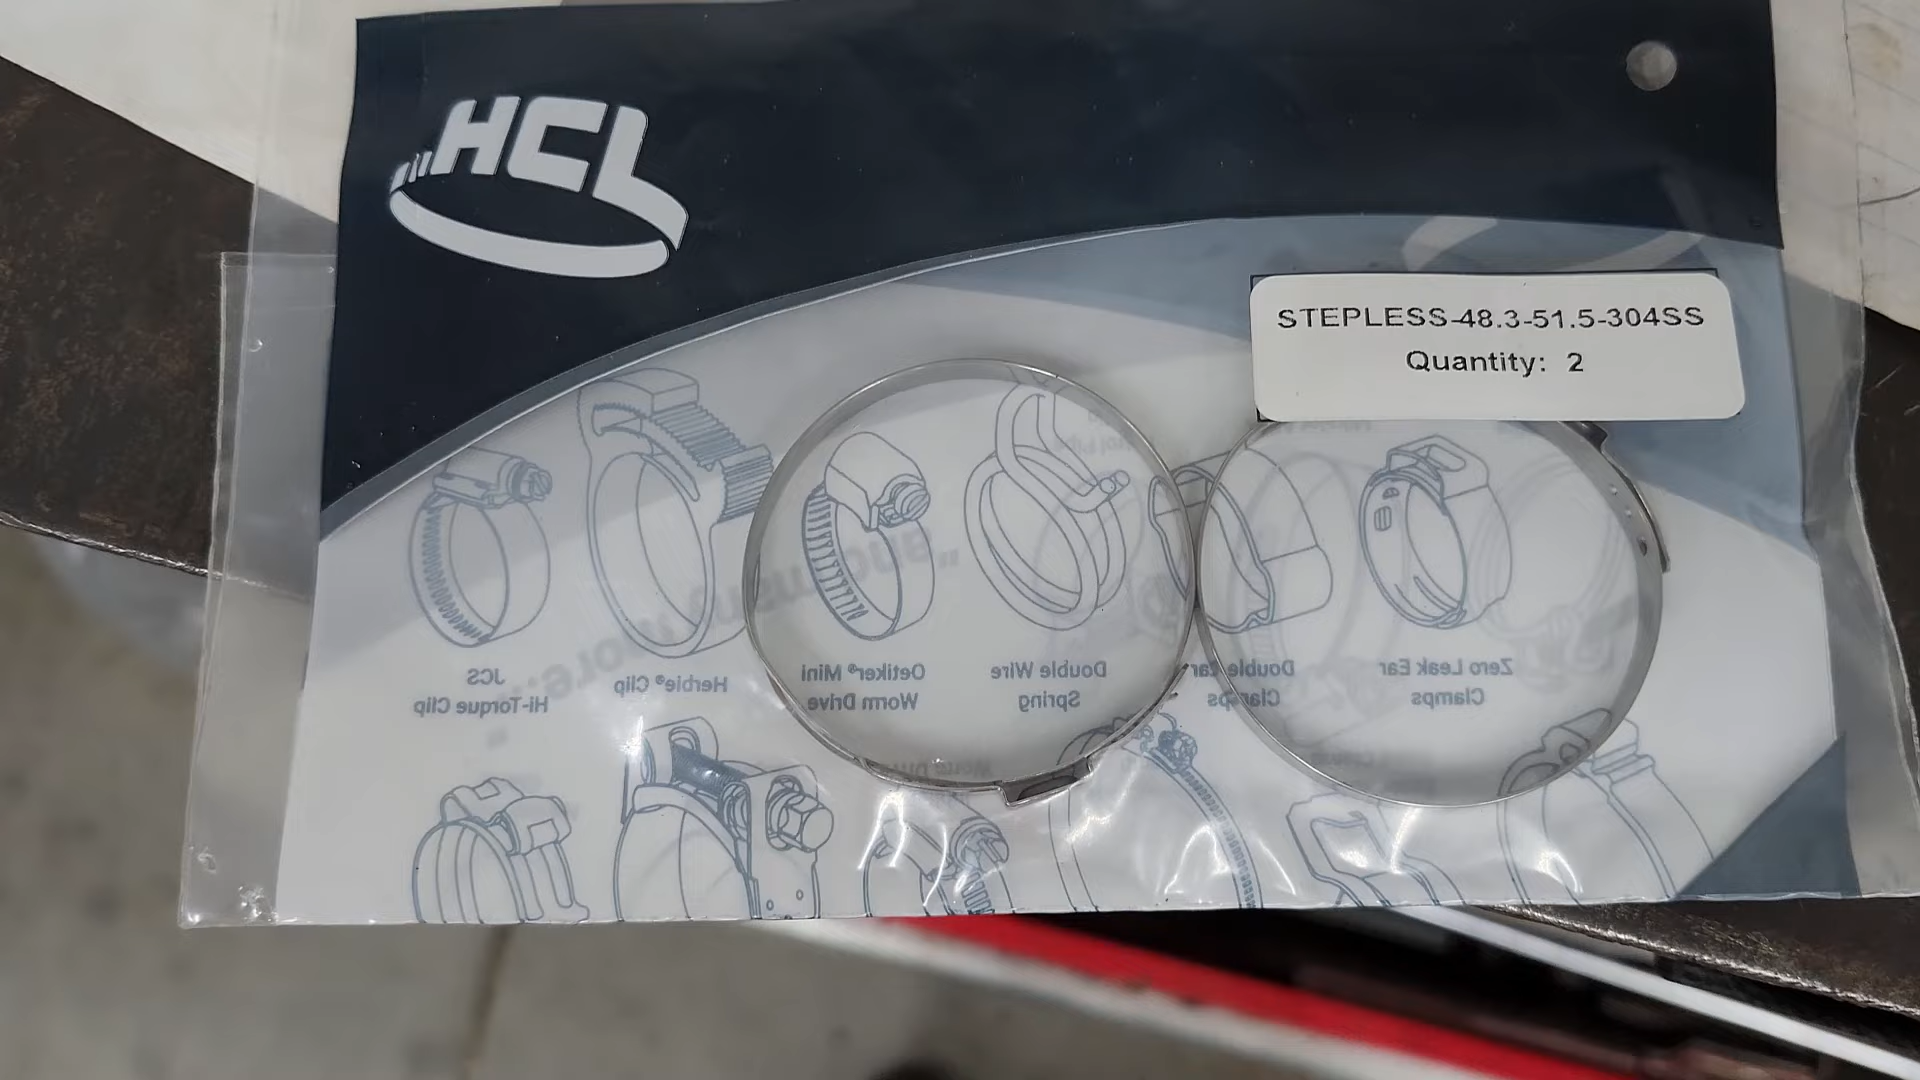 HCL
STEPLESS-48.3-51.5-304SS
Quantity: 2
JCS
Hi-Torque Clip
Herbie® Clip
Oetiker® Mini
Worm Drive
Double Wire
Spring
Double Ear
Clamps
Zero Leak Ear
Clamps